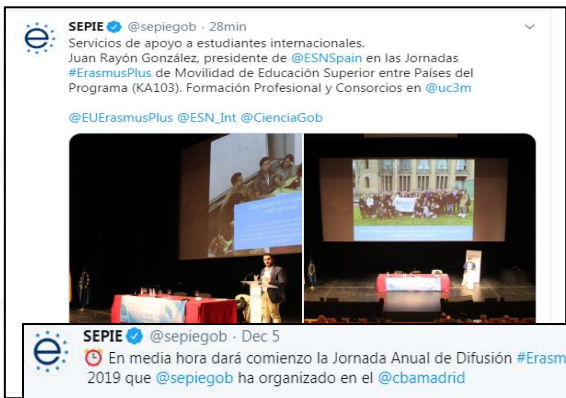 SEPIE @sepiegob · 28min
Servicios de apoyo a estudiantes internacionales.
Juan Rayón González, presidente de @ESNSpain en las Jornadas
#ErasmusPlus de Movilidad de Educación Superior entre Países del
Programa (KA103). Formación Profesional y Consorcios en @uc3m
@EUErasmusPlus @ESN_Int @CienciaGob
SEPIE @sepiegob · Dec 5
⏰ En media hora dará comienzo la Jornada Anual de Difusión #Erasm
2019 que @sepiegob ha organizado en el @cbamadrid